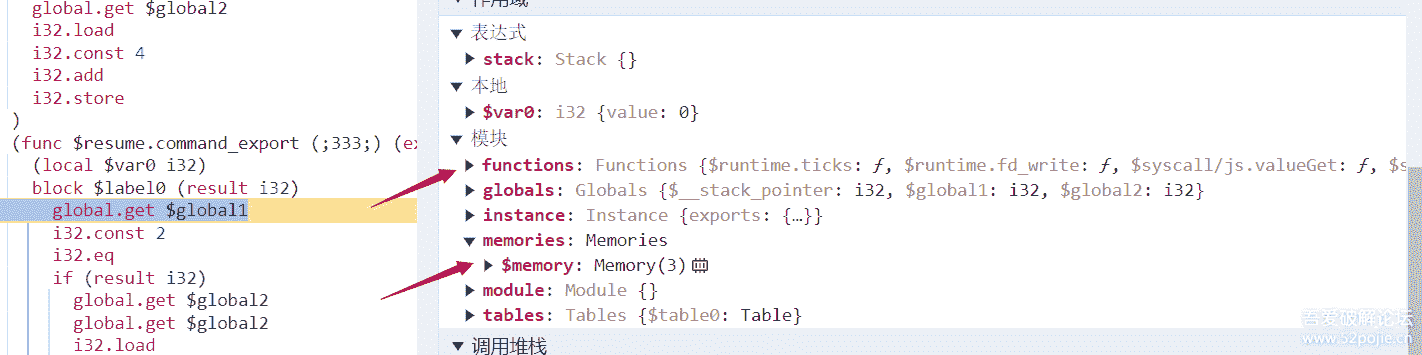 global.get $global2
i32.load
i32.const 4
i32.add
i32.store
)
(func $resume.command_export (;333;) (ex
(local $var0 i32)
block $label0 (result i32)
global.get $global1
i32.const 2
i32.eq
if (result i32)
global.get $global2
global.get $global2
i32.load
作用域
▼ 表达式
▶ stack: Stack {}
▼ 本地
▶ $var0: i32 {value: 0}
▼ 模块
▶ functions: Functions {$runtime.ticks: ƒ, $runtime.fd_write: ƒ, $syscall/js.valueGet: ƒ, $s
▶ globals: Globals {$__stack_pointer: i32, $global1: i32, $global2: i32}
▶ instance: Instance {exports: {…}}
▼ memories: Memories
▶ $memory: Memory(3)
▶ module: Module {}
▶ tables: Tables {$table0: Table}
▼ 调用堆栈
吾爱破解论坛
www.52pojie.cn